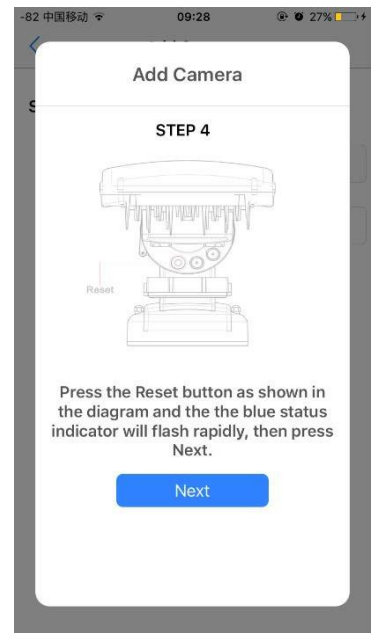 -82 中国移动 09:28 27%
Add Camera
STEP 4
Reset
Press the Reset button as shown in
the diagram and the the blue status
indicator will flash rapidly, then press
Next.
Next